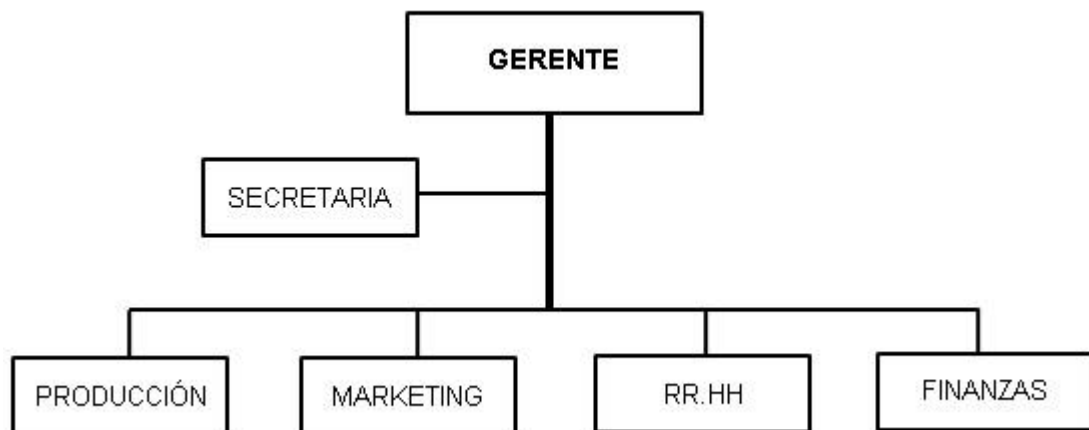 GERENTE
SECRETARIA
PRODUCCIÓN
MARKETING
RR.HH
FINANZAS